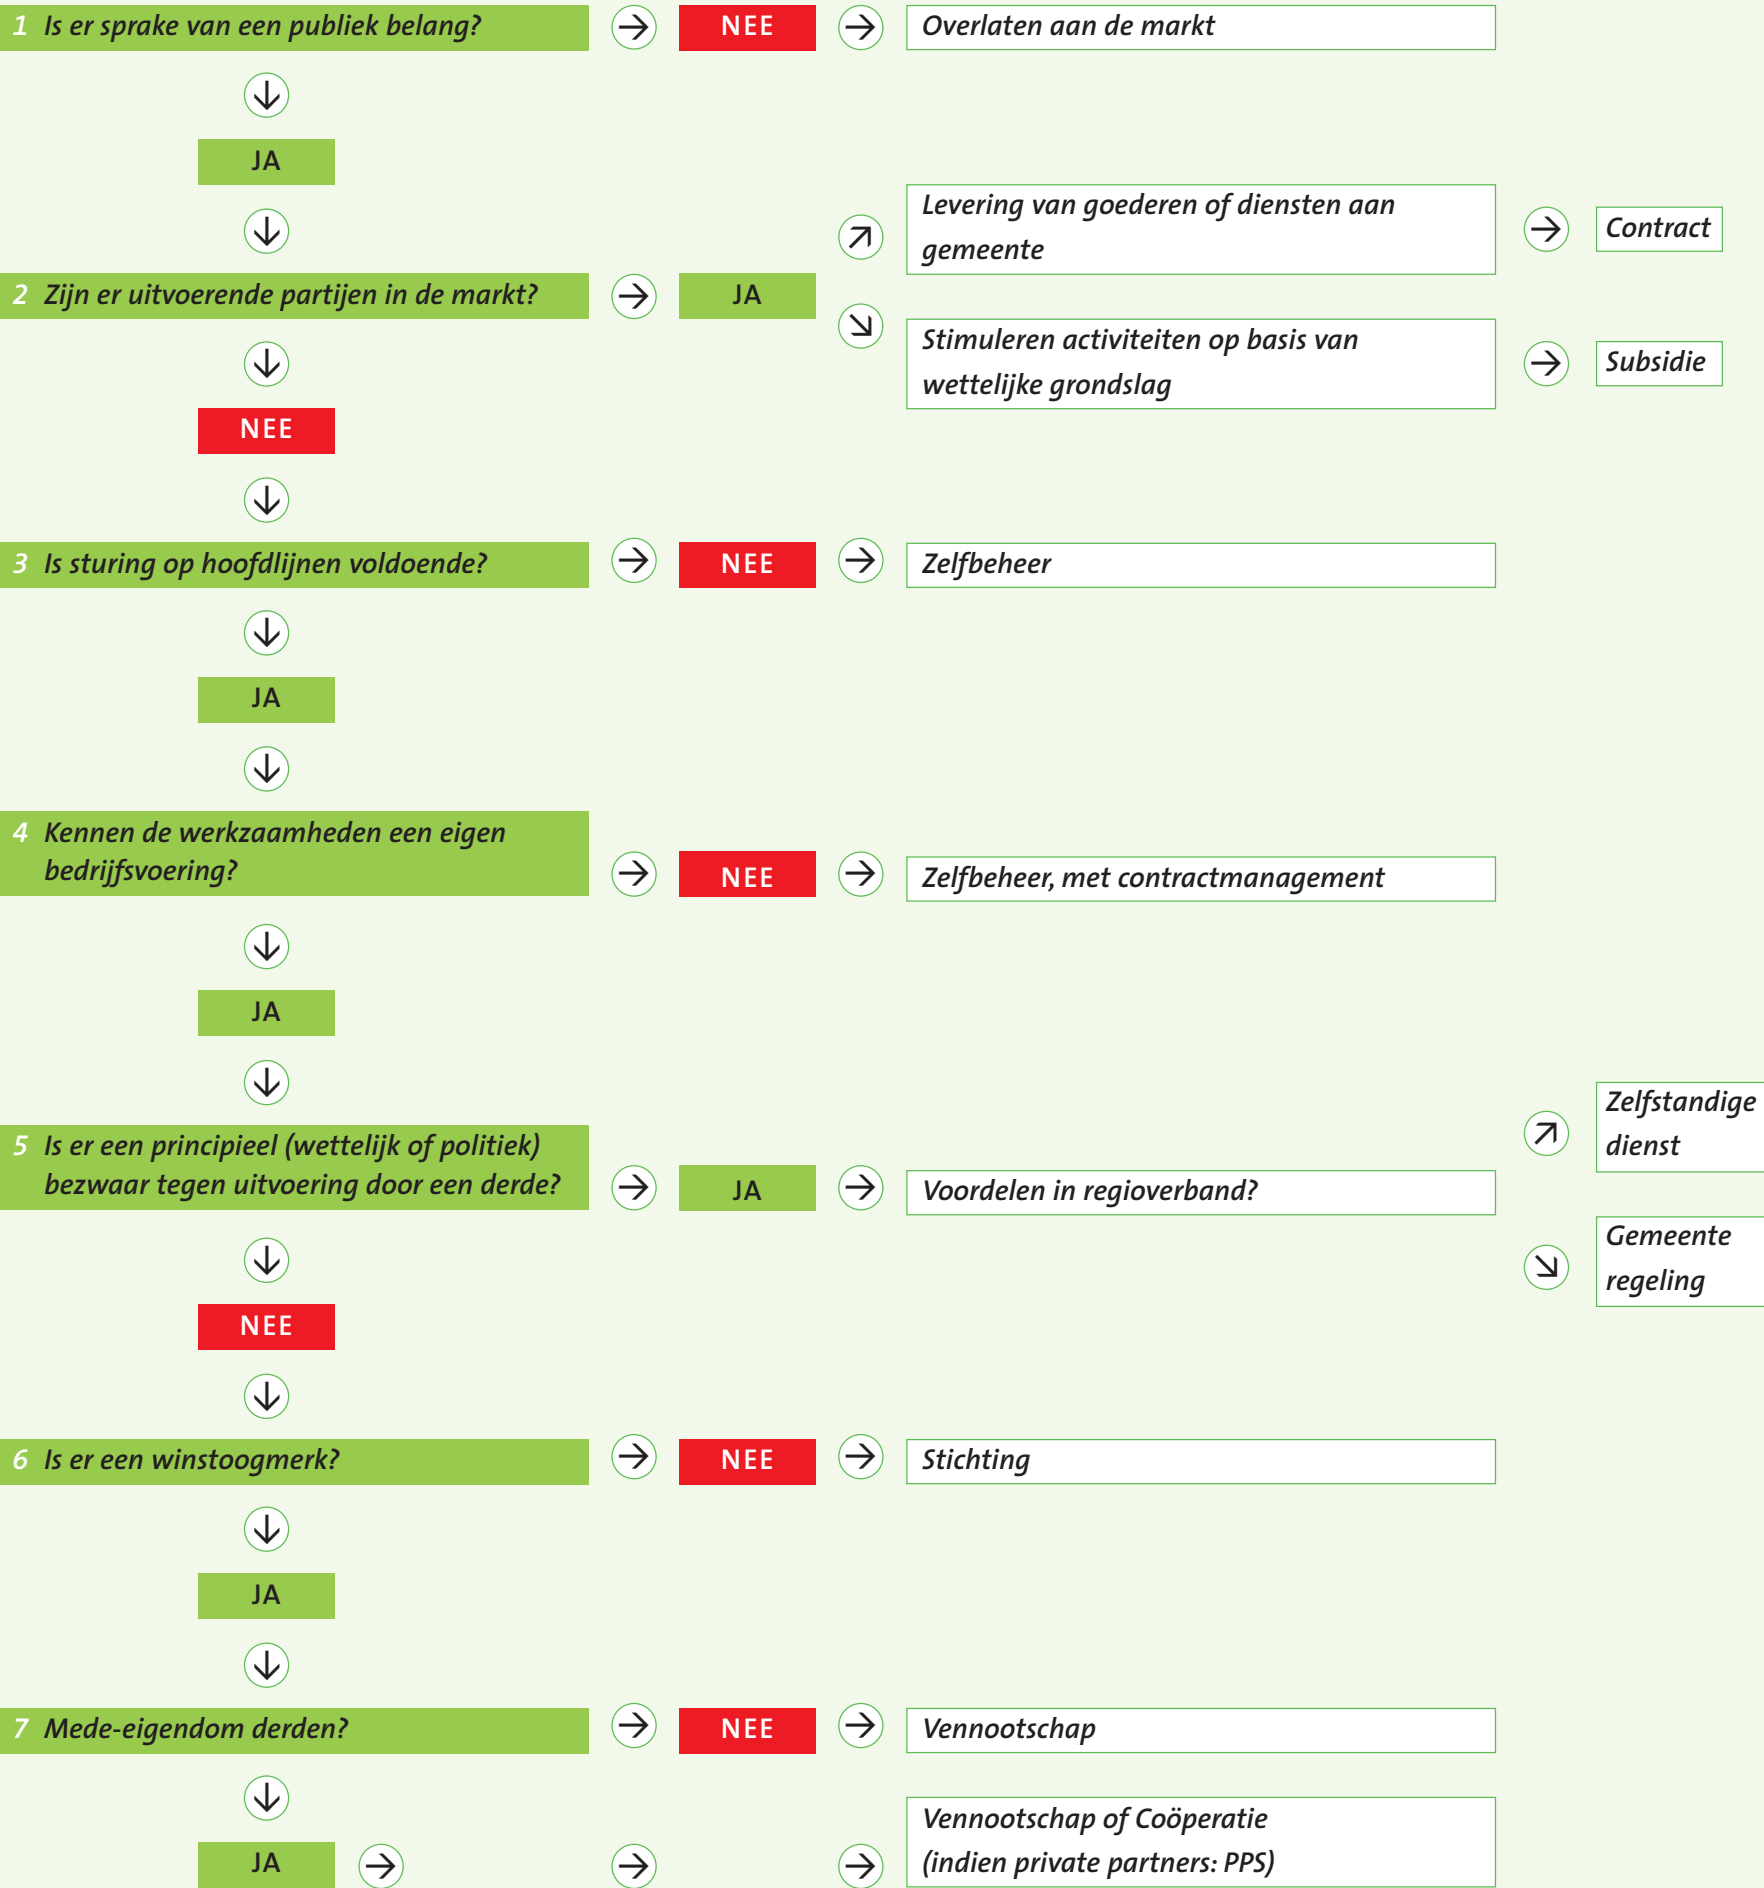 1 Is er sprake van een publiek belang?
NEE
Overlaten aan de markt
JA
Levering van goederen of diensten aan
gemeente
Contract
2 Zijn er uitvoerende partijen in de markt?
JA
Stimuleren activiteiten op basis van
wettelijke grondslag
Subsidie
NEE
3 Is sturing op hoofdlijnen voldoende?
NEE
Zelfbeheer
JA
4 Kennen de werkzaamheden een eigen
bedrijfsvoering?
NEE
Zelfbeheer, met contractmanagement
JA
5 Is er een principieel (wettelijk of politiek)
bezwaar tegen uitvoering door een derde?
JA
Voordelen in regioverband?
Zelfstandige
dienst
Gemeente
regeling
NEE
6 Is er een winstoogmerk?
NEE
Stichting
JA
7 Mede-eigendom derden?
NEE
Vennootschap
JA
Vennootschap of Coöperatie
(indien private partners: PPS)